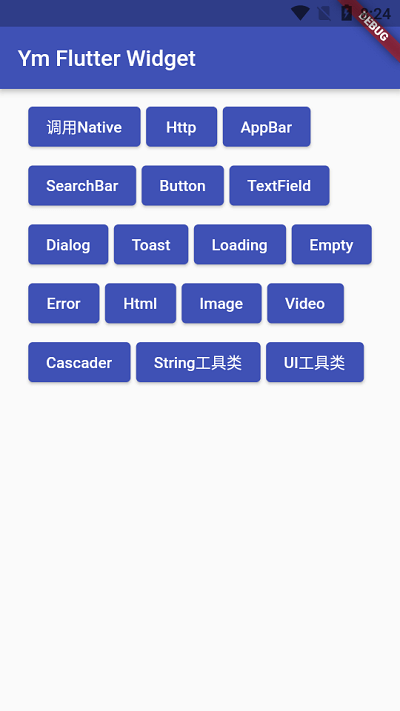 DEBUG
Ym Flutter Widget
调用Native Http AppBar
SearchBar Button TextField
Dialog Toast Loading Empty
Error Html Image Video
Cascader String工具类 UI工具类